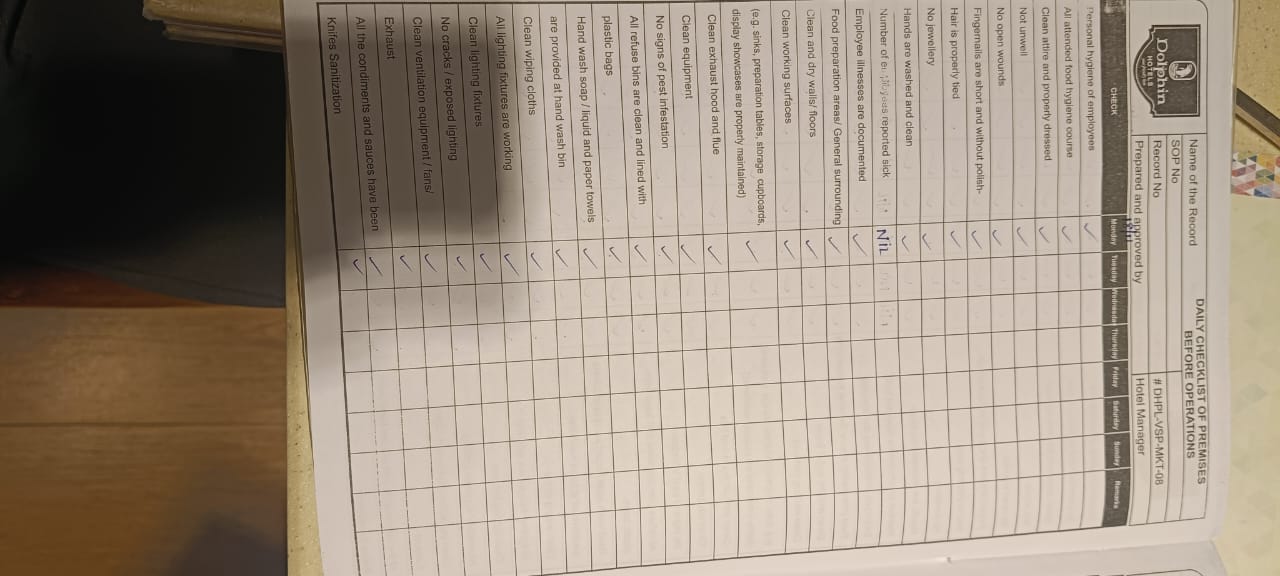 Dolphin
HOTELS
Name of the Record
DAILY CHECKLIST OF PREMISES
BEFORE OPERATIONS
SOP No
Record No
# DHPL-VSP-MKT-08
Prepared and approved by
Hotel Manager
CHECK Monday Tuesday Wednesday Thursday Friday Saturday Sunday Remarks
Personal hygiene of employees ✓
All attended food hygiene course ✓
Clean attire and properly dressed ✓
Not unwell ✓
No open wounds ✓
Fingernails are short and without polish- ✓
Hair is properly tied ✓
No jewellery ✓
Hands are washed and clean ✓
Number of employees reported sick NIL
Employee illnesses are documented ✓
Food preparation areas/ General surrounding ✓
Clean and dry walls/ floors ✓
Clean working surfaces ✓
(e.g. sinks, preparation tables, storage cupboards, ✓
display showcases are properly maintained)
Clean exhaust hood and flue ✓
Clean equipment ✓
No signs of pest infestation ✓
All refuse bins are clean and lined with ✓
plastic bags ✓
Hand wash soap / liquid and paper towels ✓
are provided at hand wash bin ✓
Clean wiping cloths ✓
All lighting fixtures are working ✓
Clean lighting fixtures ✓
No cracks / exposed lighting ✓
Clean ventilation equipment / fans/ ✓
Exhaust ✓
All the condiments and sauces have been ✓
Knifes Sanitization ✓